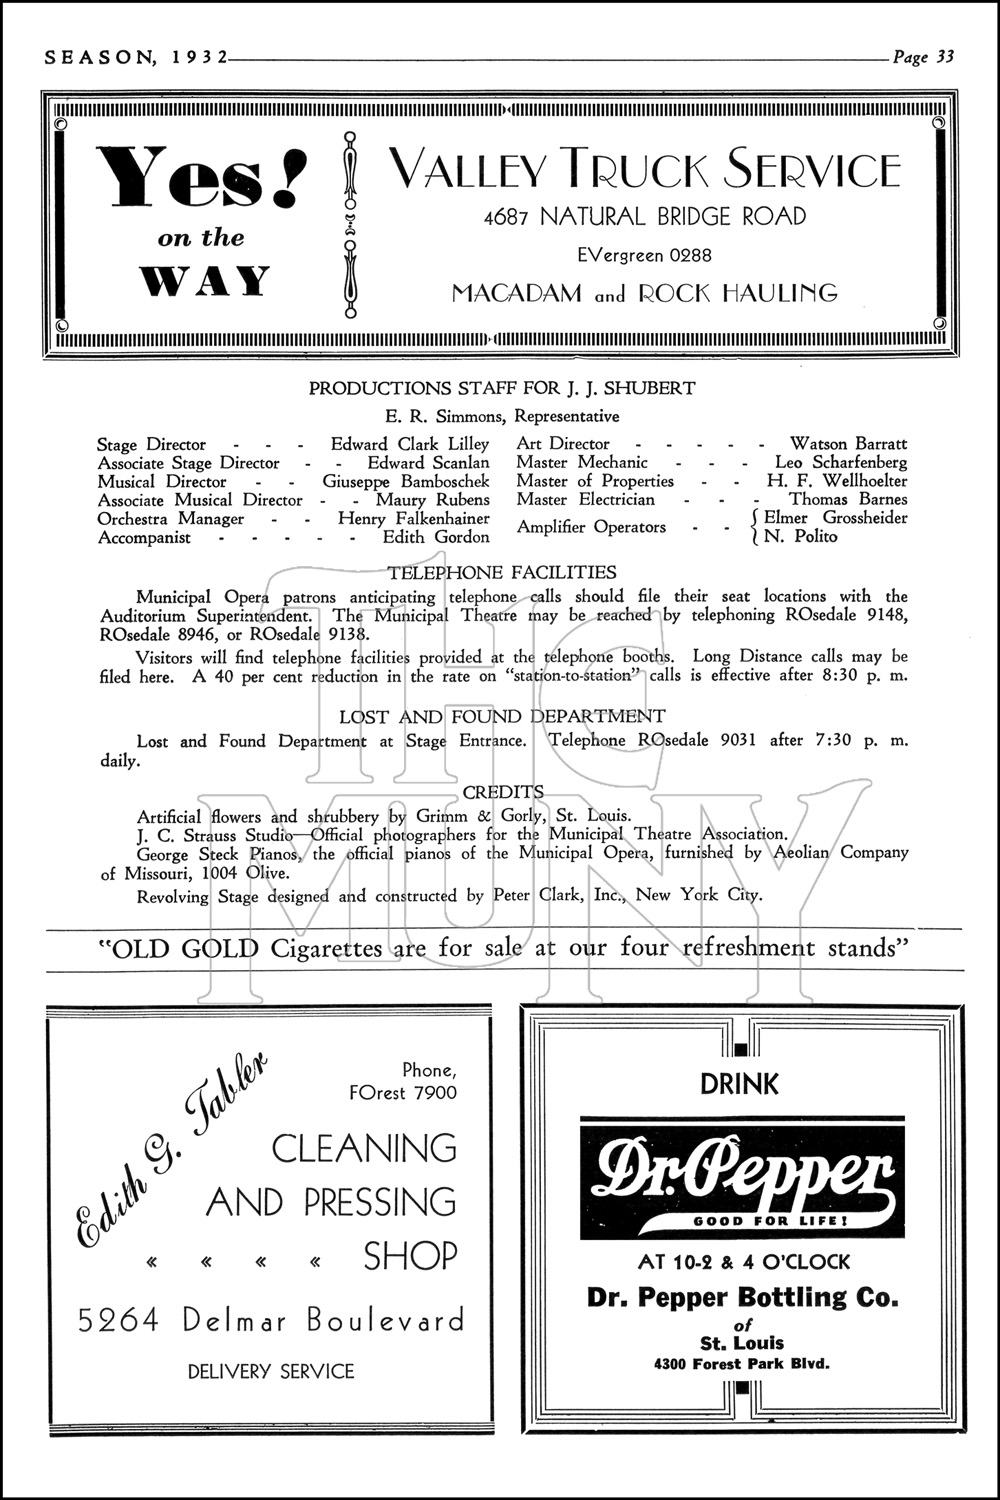 SEASON, 1932
Page 33
Yes!
on the
WAY
VALLEY TRUCK SERVICE
4687 NATURAL BRIDGE ROAD
EVergreen 0288
MACADAM and ROCK HAULING
PRODUCTIONS STAFF FOR J. J. SHUBERT
E. R. Simmons, Representative
Stage Director - - - Edward Clark Lilley
Associate Stage Director - - Edward Scanlan
Musical Director - - Giuseppe Bamboschek
Associate Musical Director - - Maury Rubens
Orchestra Manager - - Henry Falkenhainer
Accompanist - - - - - Edith Gordon
Art Director - - - - - Watson Barratt
Master Mechanic - - - Leo Scharfenberg
Master of Properties - - H. F. Wellhoelter
Master Electrician - - - Thomas Barnes
Amplifier Operators - - { Elmer Grossheider
N. Polito
TELEPHONE FACILITIES
Municipal Opera patrons anticipating telephone calls should file their seat locations with the
Auditorium Superintendent. The Municipal Theatre may be reached by telephoning ROsedale 9148,
ROsedale 8946, or ROsedale 9138.
Visitors will find telephone facilities provided at the telephone booths. Long Distance calls may be
filed here. A 40 per cent reduction in the rate on "station-to-station" calls is effective after 8:30 p. m.
LOST AND FOUND DEPARTMENT
Lost and Found Department at Stage Entrance. Telephone ROsedale 9031 after 7:30 p. m.
daily.
CREDITS
Artificial flowers and shrubbery by Grimm & Gorly, St. Louis.
J. C. Strauss Studio—Official photographers for the Municipal Theatre Association.
George Steck Pianos, the official pianos of the Municipal Opera, furnished by Aeolian Company
of Missouri, 1004 Olive.
Revolving Stage designed and constructed by Peter Clark, Inc., New York City.
THE
MUNY
"OLD GOLD Cigarettes are for sale at our four refreshment stands"
Edith G. Tabler
Phone,
FOrest 7900
CLEANING
AND PRESSING
« « « « SHOP
5264 Delmar Boulevard
DELIVERY SERVICE
DRINK
Dr. Pepper
GOOD FOR LIFE!
AT 10-2 & 4 O'CLOCK
Dr. Pepper Bottling Co.
of
St. Louis
4300 Forest Park Blvd.